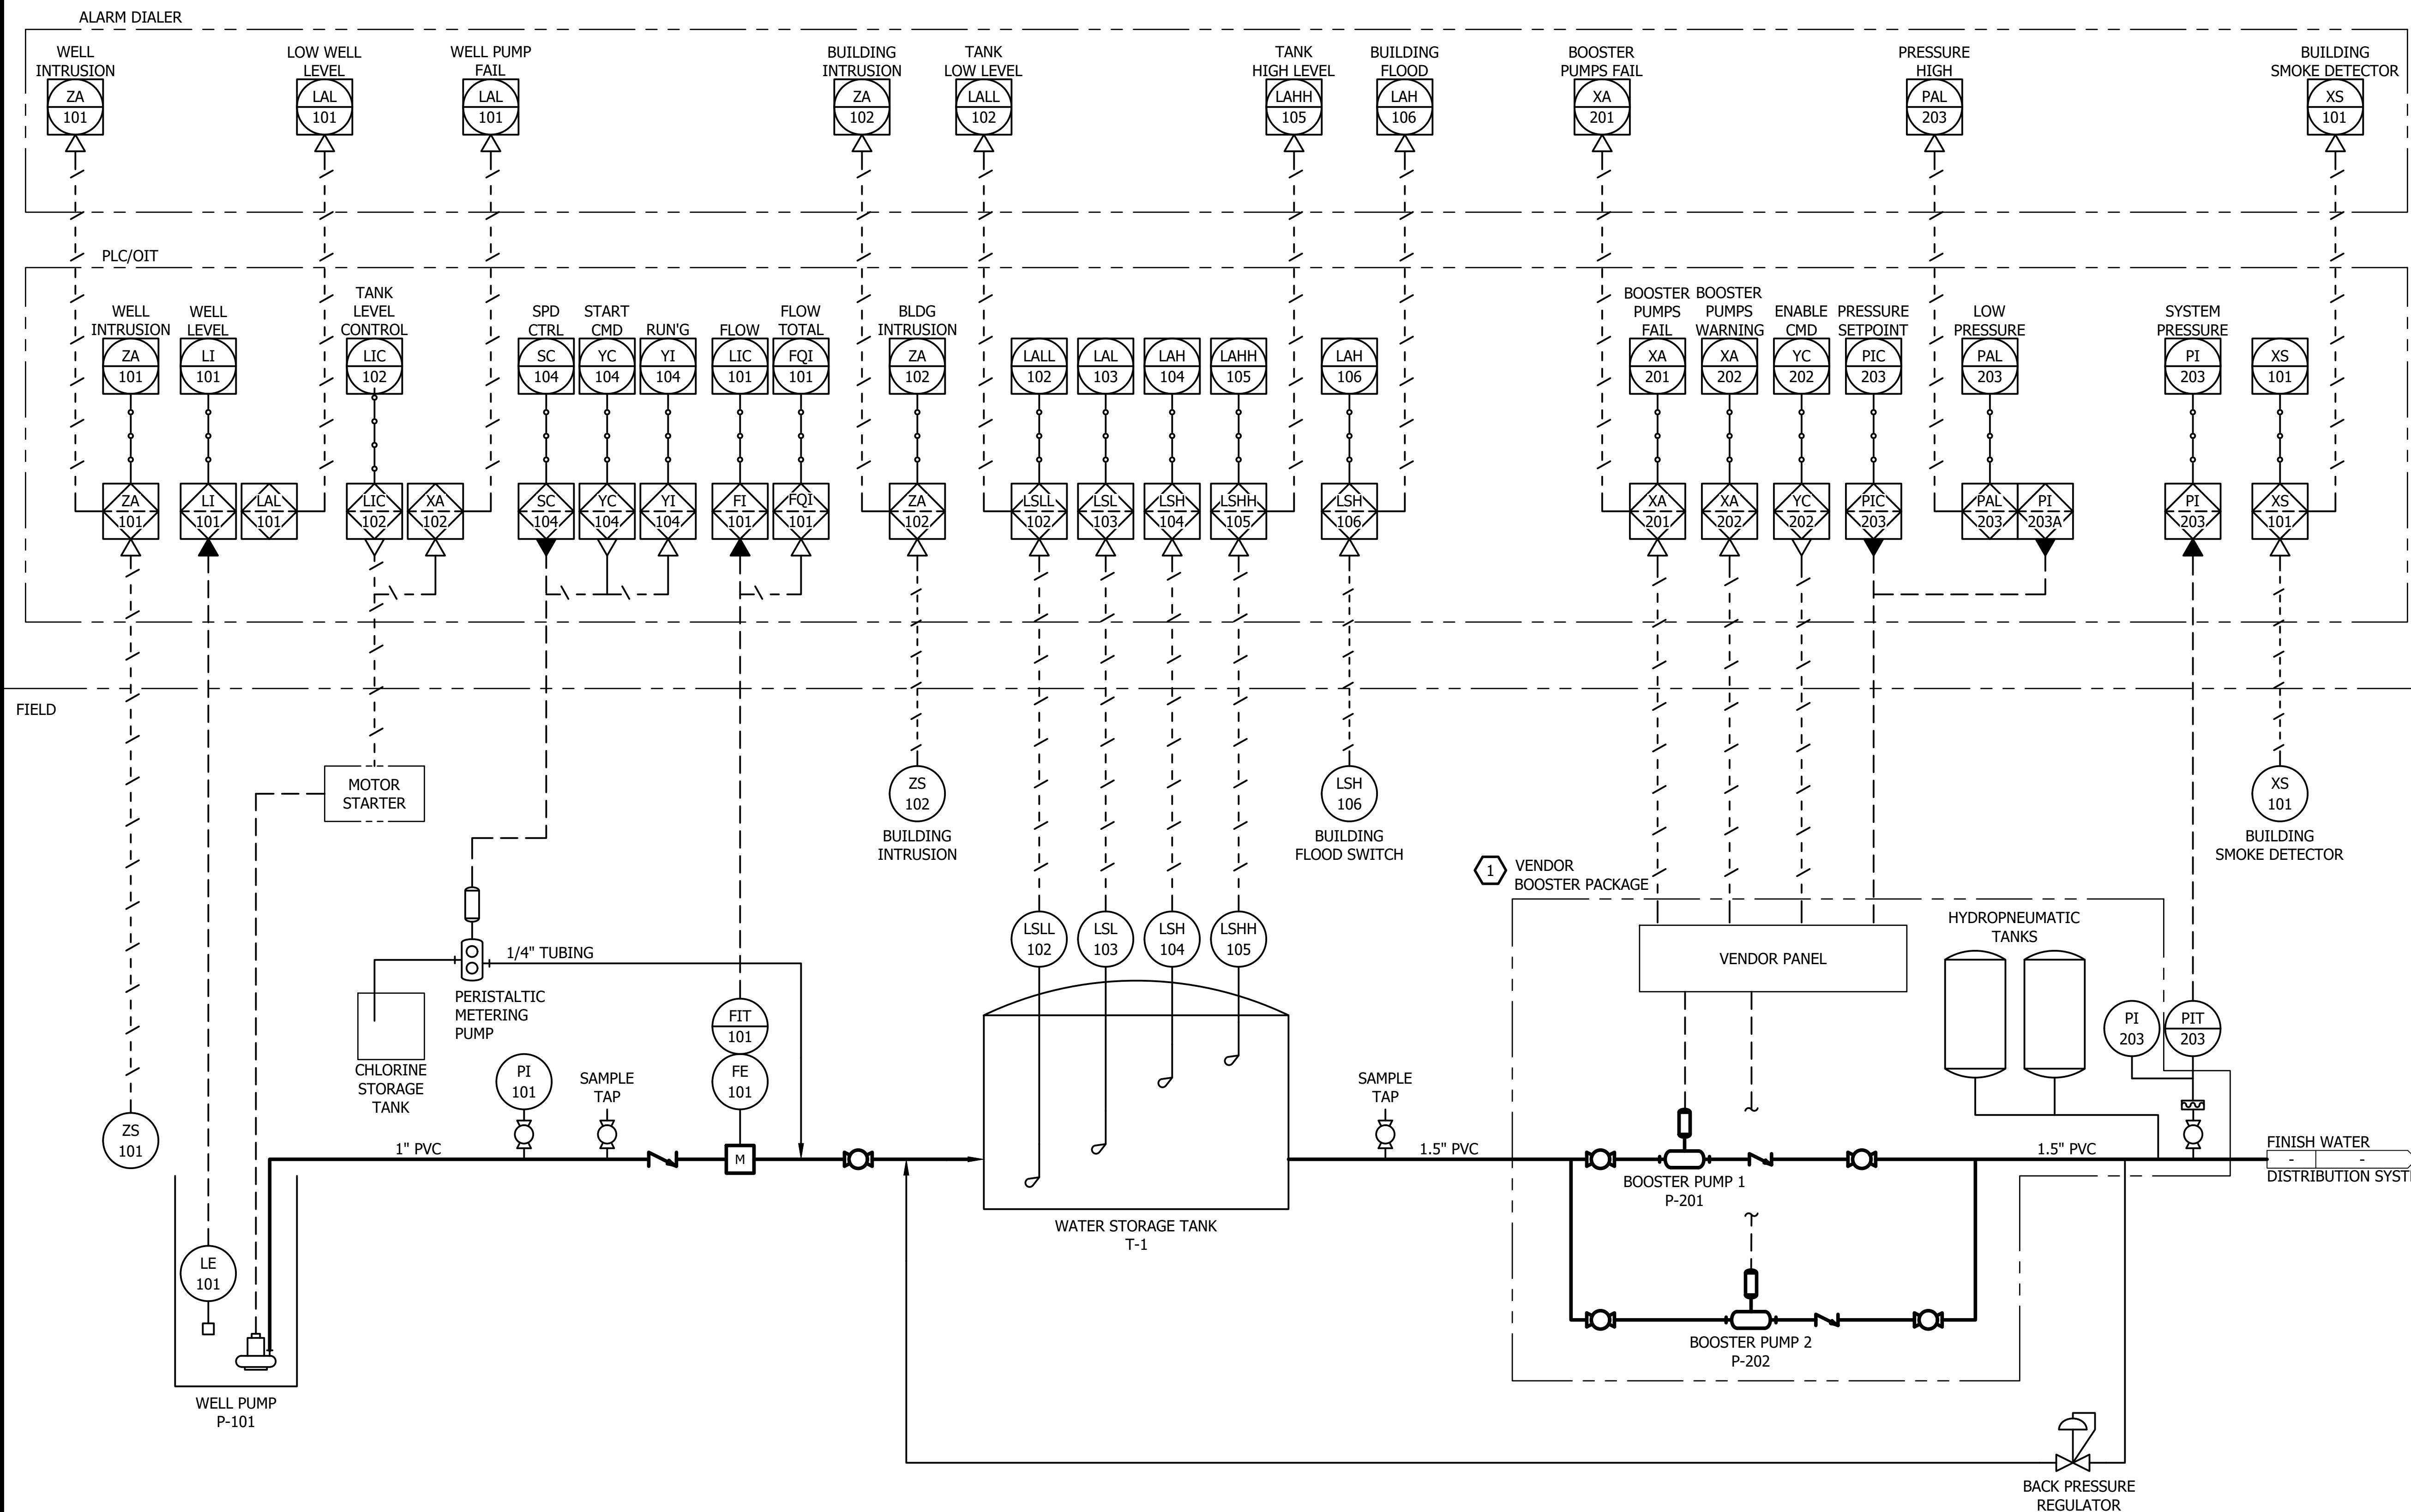 ALARM DIALER
WELL
INTRUSION
ZA
101
LOW WELL
LEVEL
LAL
101
WELL PUMP
FAIL
LAL
101
BUILDING
INTRUSION
ZA
102
TANK
LOW LEVEL
LALL
102
TANK
HIGH LEVEL
LAHH
105
BUILDING
FLOOD
LAH
106
BOOSTER
PUMPS FAIL
XA
201
PRESSURE
HIGH
PAL
203
BUILDING
SMOKE DETECTOR
XS
101
PLC/OIT
WELL
INTRUSION
ZA
101
WELL
LEVEL
LI
101
TANK
LEVEL
CONTROL
LIC
102
SPD
CTRL
SC
104
START
CMD
YC
104
RUN'G
YI
104
FLOW
LIC
101
FLOW
TOTAL
FQI
101
BLDG
INTRUSION
ZA
102
LALL
102
LAL
103
LAH
104
LAHH
105
LAH
106
BOOSTER
PUMPS
FAIL
XA
201
BOOSTER
PUMPS
WARNING
XA
202
ENABLE
CMD
YC
202
PRESSURE
SETPOINT
PIC
203
LOW
PRESSURE
PAL
203
SYSTEM
PRESSURE
PI
203
XS
101
ZA
101
LI
101
LAL
101
LIC
102
XA
102
SC
104
YC
104
YI
104
FI
101
FQI
101
ZA
102
LSLL
102
LSL
103
LSH
104
LSHH
105
LSH
106
XA
201
XA
202
YC
202
PIC
203
PAL
203
PI
203A
PI
203
XS
101
FIELD
MOTOR
STARTER
ZS
102
BUILDING
INTRUSION
LSH
106
BUILDING
FLOOD SWITCH
XS
101
BUILDING
SMOKE DETECTOR
1
VENDOR
BOOSTER PACKAGE
LSLL
102
LSL
103
LSH
104
LSHH
105
HYDROPNEUMATIC
TANKS
VENDOR PANEL
1/4" TUBING
PERISTALTIC
METERING
PUMP
CHLORINE
STORAGE
TANK
FIT
101
FE
101
PI
101
SAMPLE
TAP
SAMPLE
TAP
PI
203
PIT
203
ZS
101
1" PVC
M
1.5" PVC
1.5" PVC
FINISH WATER
- -
DISTRIBUTION SYST
BOOSTER PUMP 1
P-201
WATER STORAGE TANK
T-1
LE
101
BOOSTER PUMP 2
P-202
WELL PUMP
P-101
BACK PRESSURE
REGULATOR